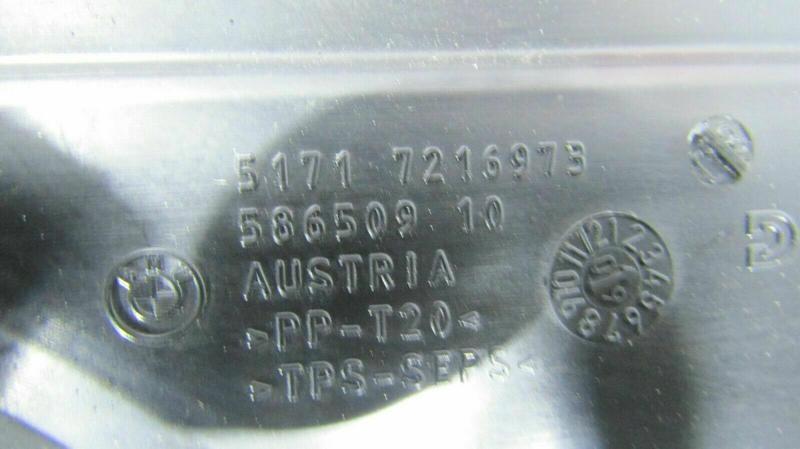 5171 7216973
586509 10
AUSTRIA
>PP-T20<
>TPS-SEPS<